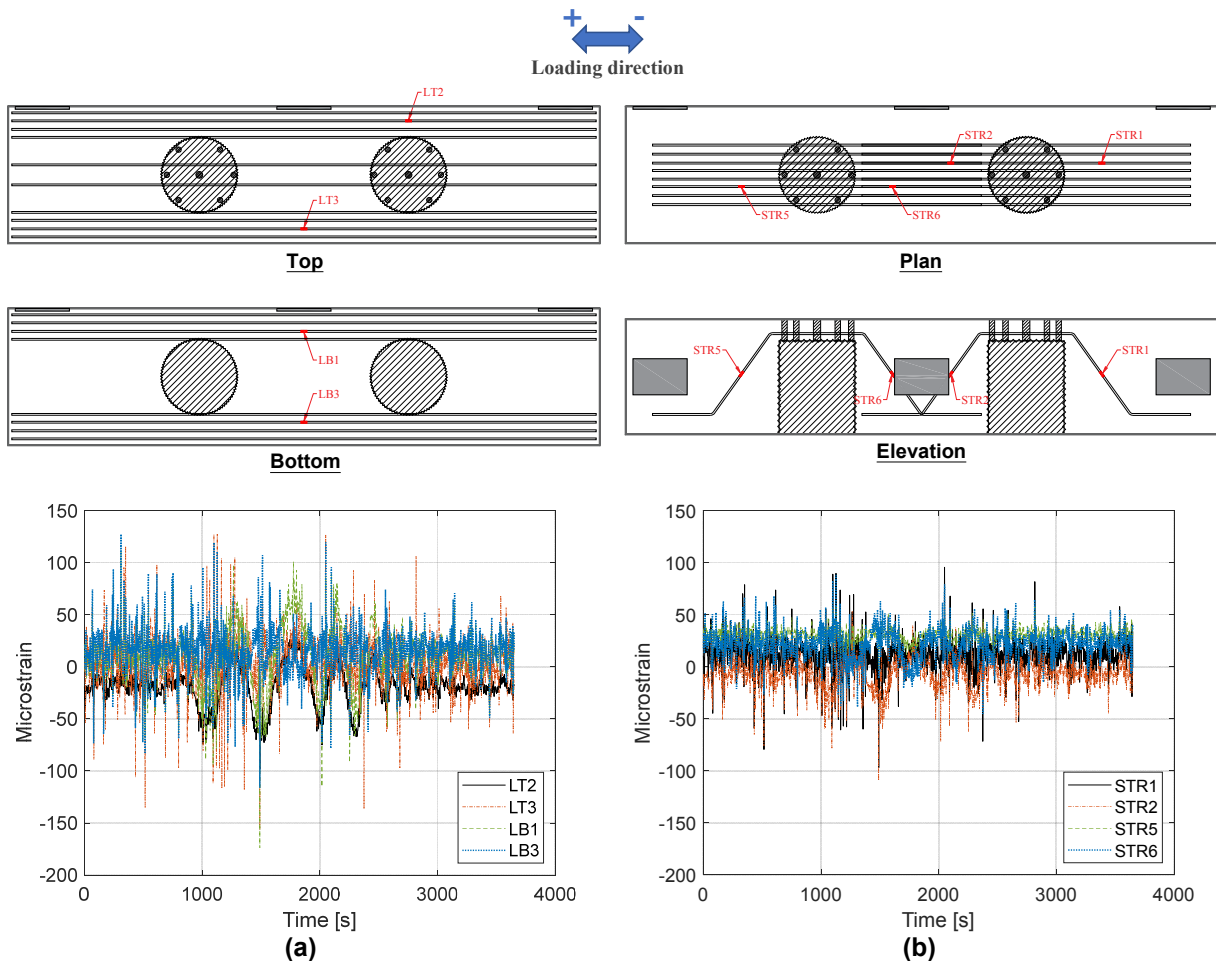 + -
Loading direction
LT2
LT3
Top
STR2
STR1
STR5
STR6
Plan
LB1
LB3
Bottom
STR5
STR1
STR6
STR2
Elevation
150
100
50
0
-50
-100
-150
-200
Microstrain
0 1000 2000 3000 4000
Time [s]
LT2
LT3
LB1
LB3
(a)
150
100
50
0
-50
-100
-150
-200
Microstrain
0 1000 2000 3000 4000
Time [s]
STR1
STR2
STR5
STR6
(b)